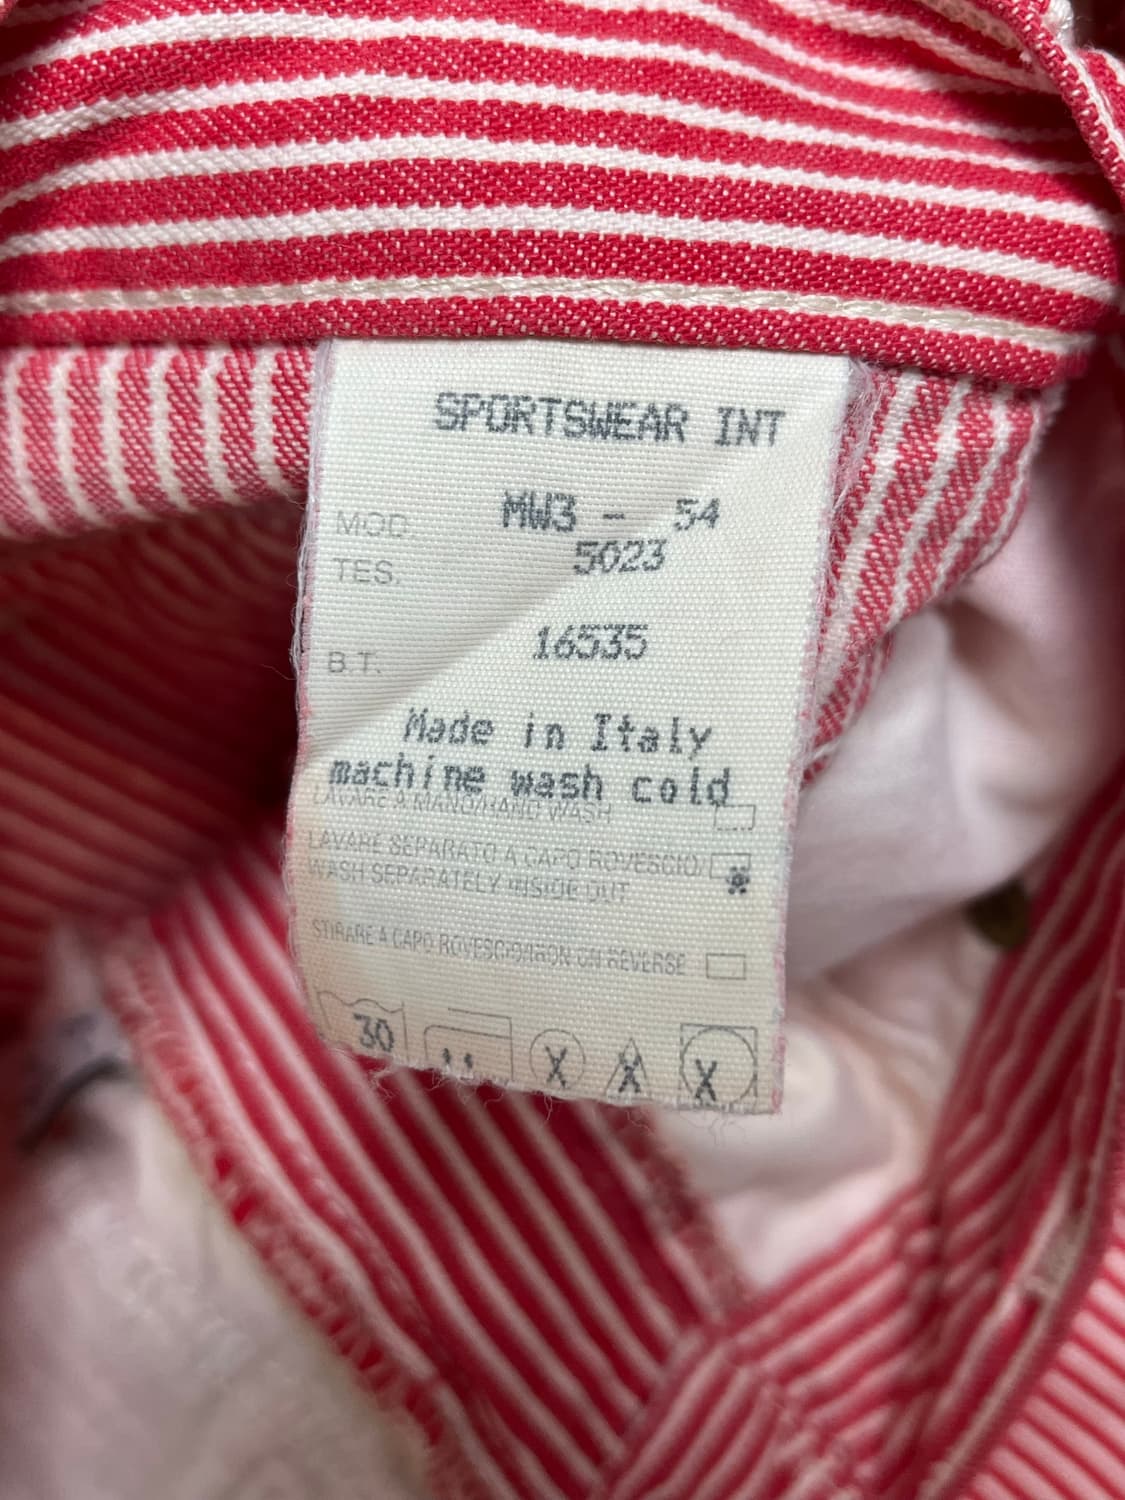 SPORTSWEAR INT
MOD. MW3 - 54
TES. 5023
B.T. 16535
Made in Italy
machine wash cold
LAVARE A MANO/HAND WASH
LAVARE SEPARATO A CAPO ROVESCIO/
WASH SEPARATELY INSIDE OUT
STIRARE A CAPO ROVESCIO/IRON ON REVERSE
30
X X X